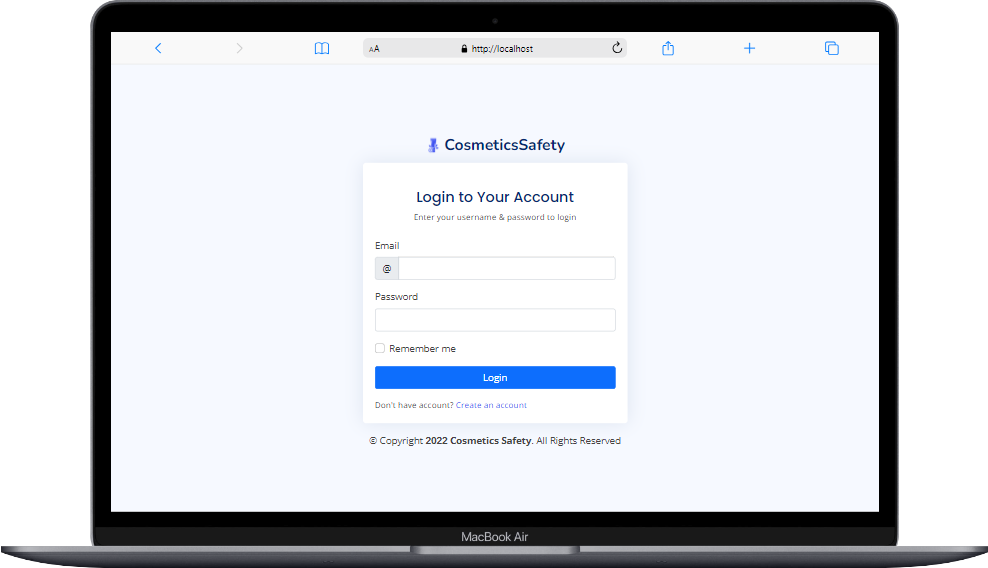 AA http://localhost
CosmeticsSafety
Login to Your Account
Enter your username & password to login
Email
@
Password
Remember me
Login
Don't have account? Create an account
© Copyright 2022 Cosmetics Safety. All Rights Reserved
MacBook Air